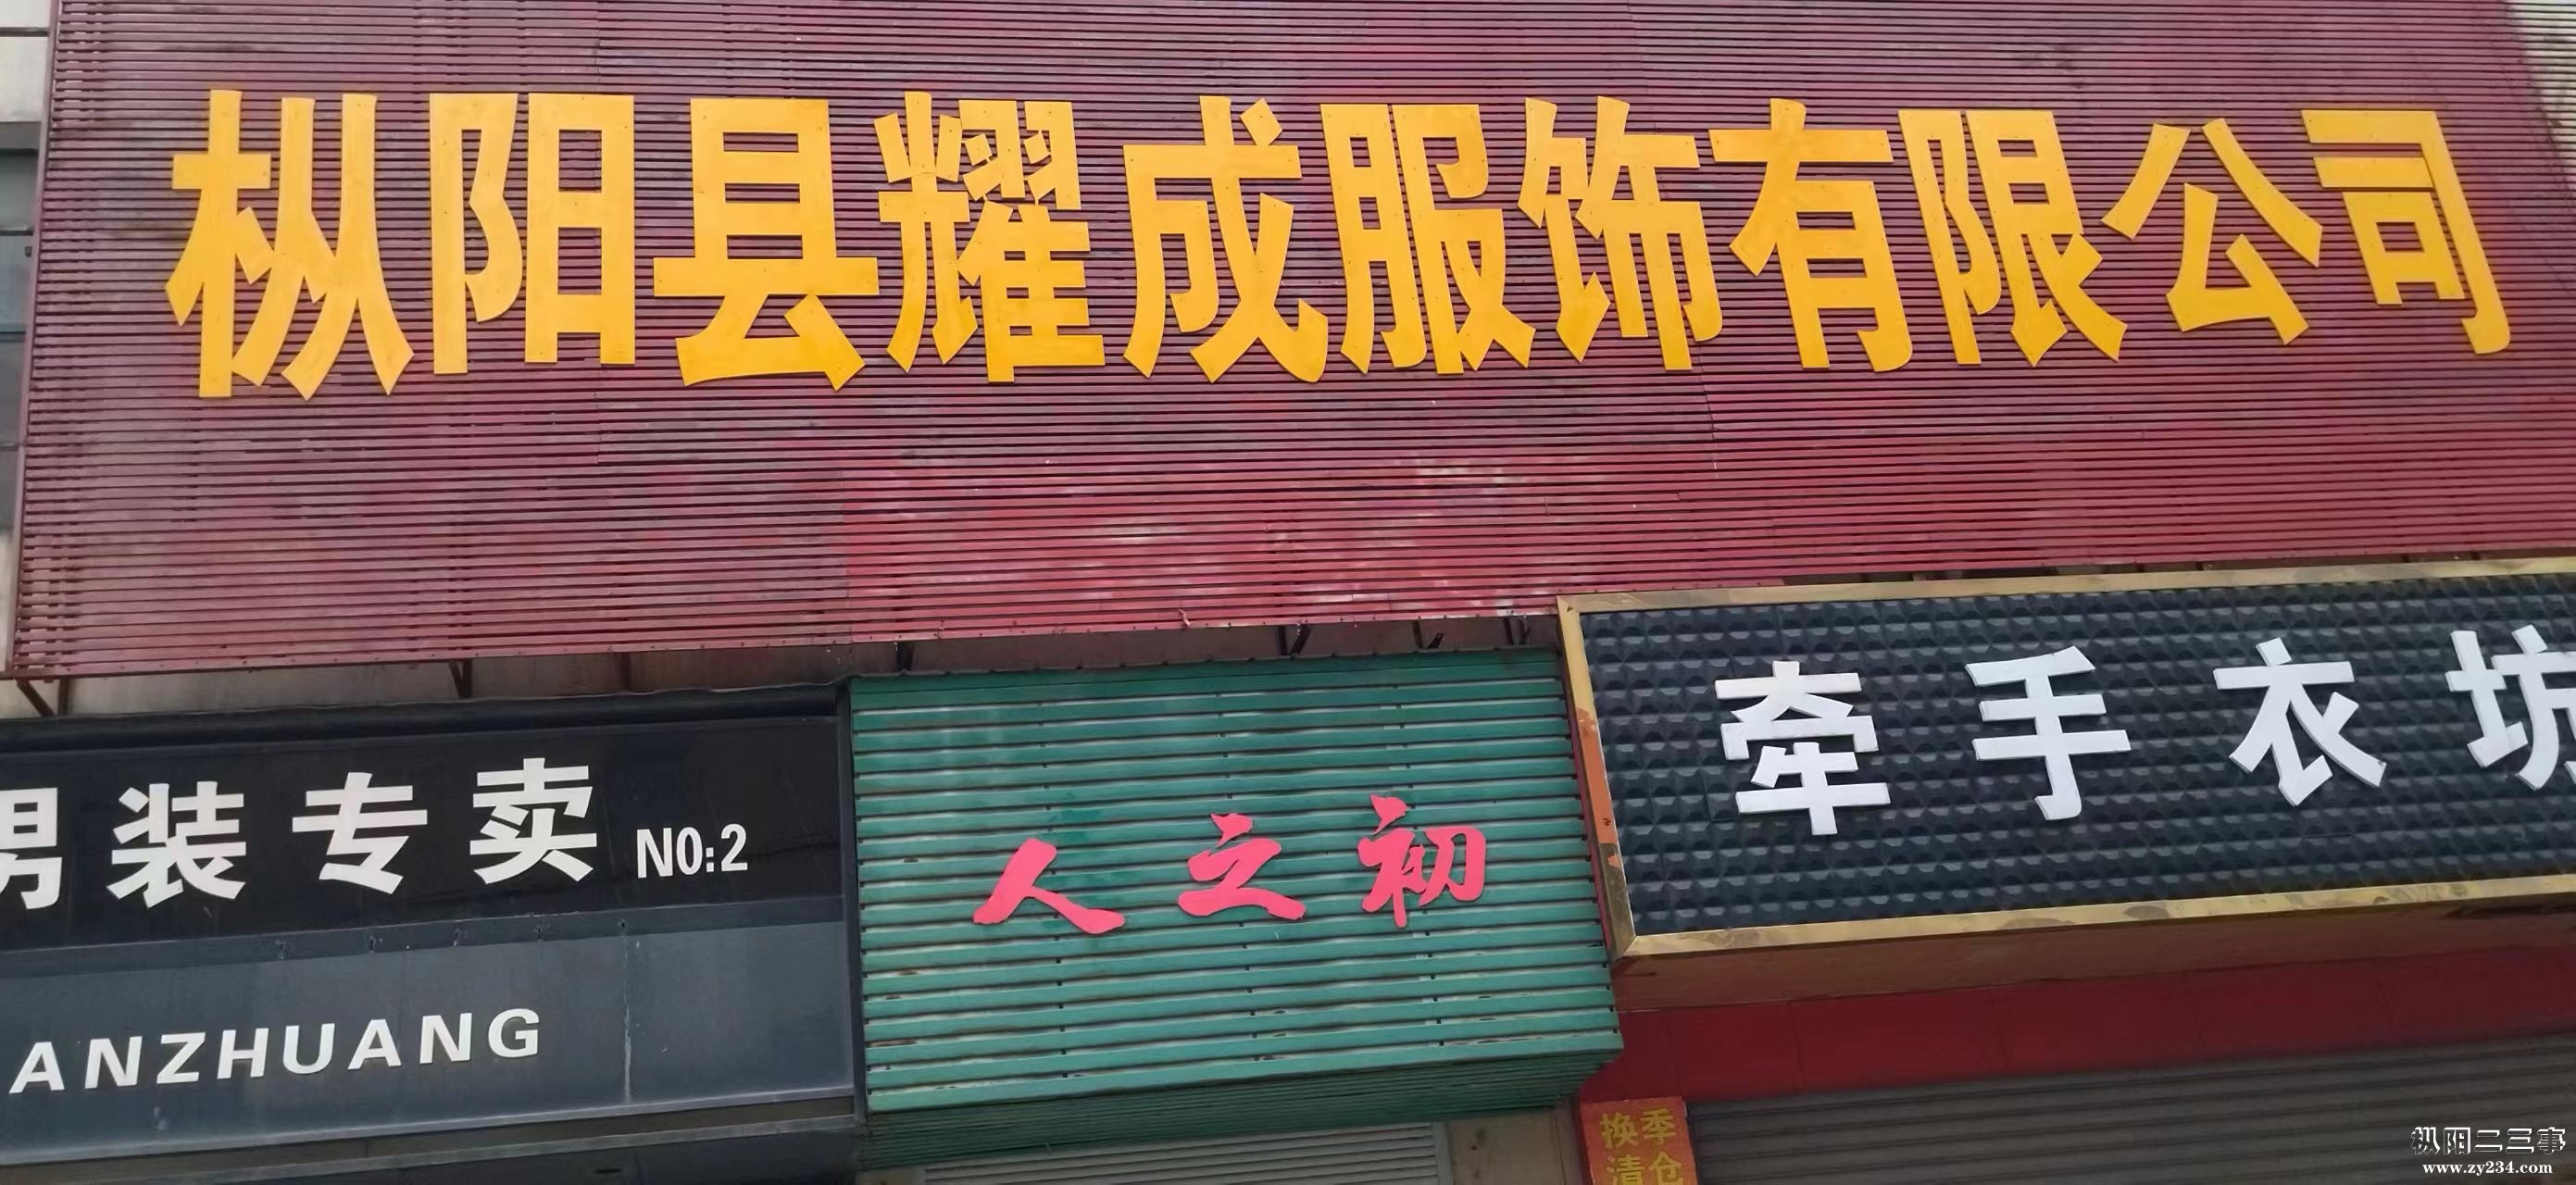 枞阳县耀成服饰有限公司
男装专卖 NO:2
ANZHUANG
人之初
牵手衣坊
换季
清仓
枞阳二三事
www.zy234.com